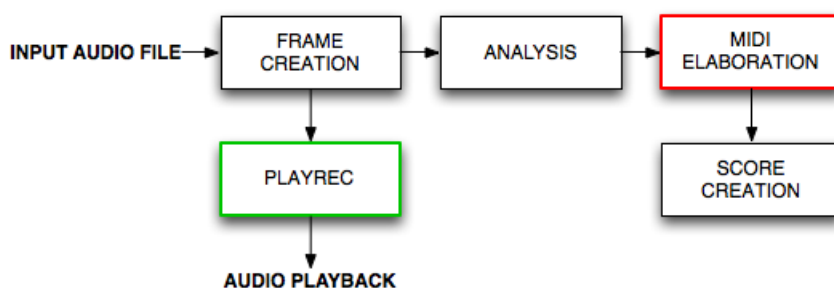 INPUT AUDIO FILE
FRAME
CREATION
ANALYSIS
MIDI
ELABORATION
PLAYREC
SCORE
CREATION
AUDIO PLAYBACK